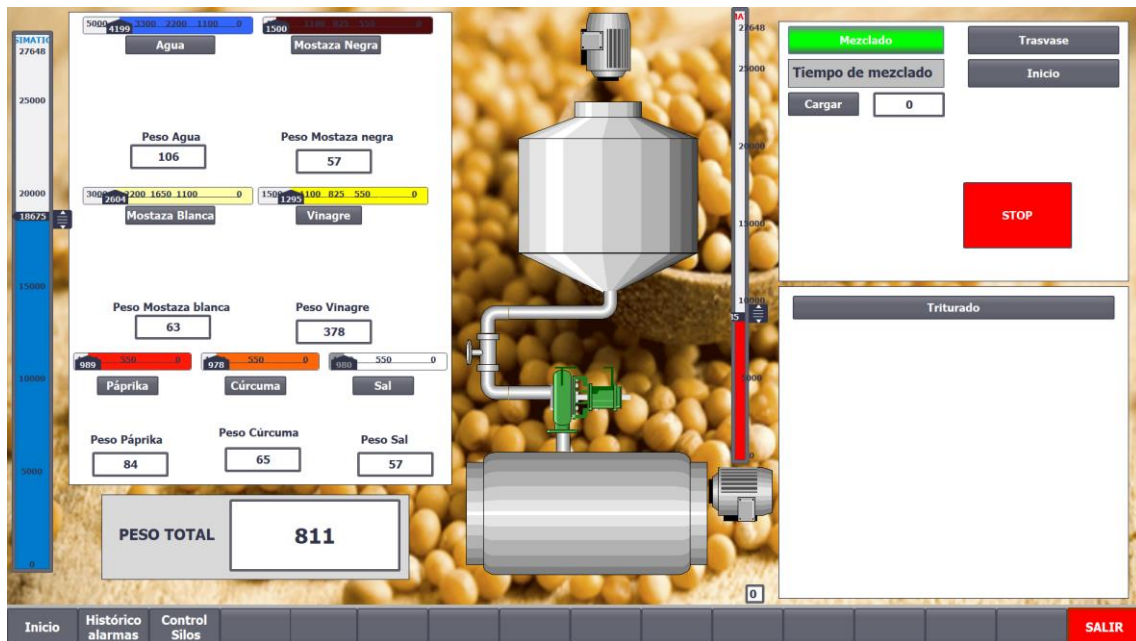 SIMATIC
27648
25000
20000
18675
15000
10000
5000
0
5000 3300 2200 1100 0
4199
Agua
1100 825 550 0
1500
Mostaza Negra
Peso Agua
106
Peso Mostaza negra
57
3000 2200 1650 1100 0
2604
Mostaza Blanca
1500 1100 825 550 0
1295
Vinagre
Peso Mostaza blanca
63
Peso Vinagre
378
550 0
989
Páprika
550 0
978
Cúrcuma
550 0
980
Sal
Peso Páprika
84
Peso Cúrcuma
65
Peso Sal
57
PESO TOTAL
811
27648
25000
20000
15000
10000
5000
0
0
Mezclado
Trasvase
Tiempo de mezclado
Inicio
Cargar
0
STOP
Triturado
Inicio
Histórico
alarmas
Control
Silos
SALIR